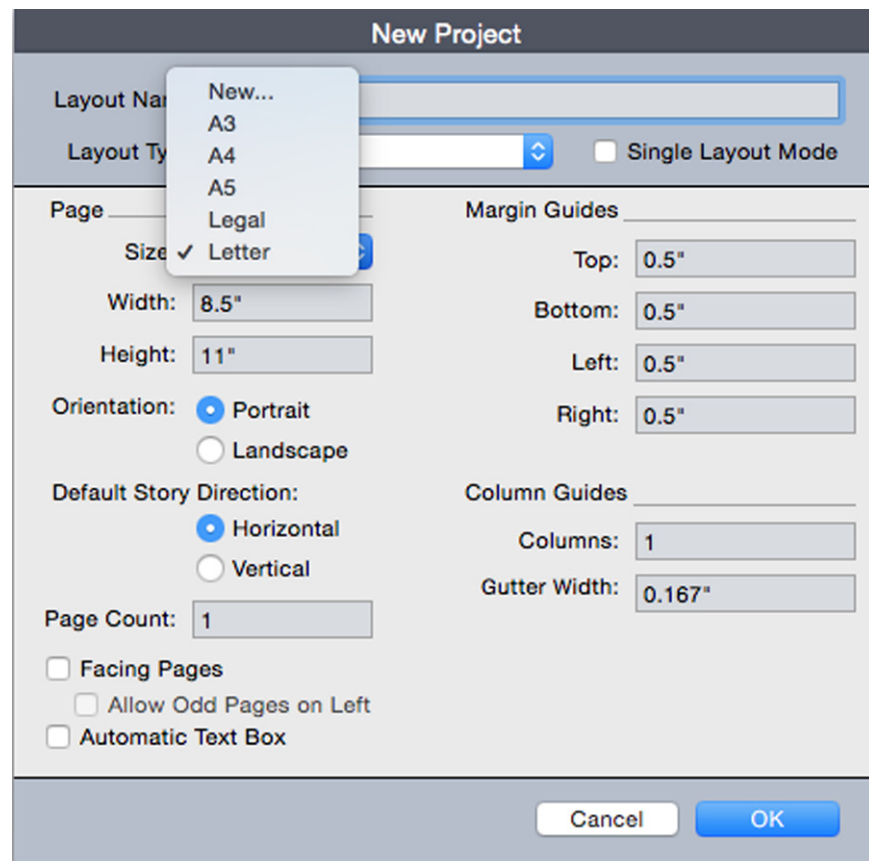 New Project
Layout Nar
New...
A3
Layout Ty
A4
Single Layout Mode
A5
Page
Legal
Size
✓ Letter
Width: 8.5"
Height: 11"
Orientation:
Portrait
Landscape
Default Story Direction:
Horizontal
Vertical
Page Count: 1
Facing Pages
Allow Odd Pages on Left
Automatic Text Box
Margin Guides
Top: 0.5"
Bottom: 0.5"
Left: 0.5"
Right: 0.5"
Column Guides
Columns: 1
Gutter Width: 0.167"
Cancel
OK